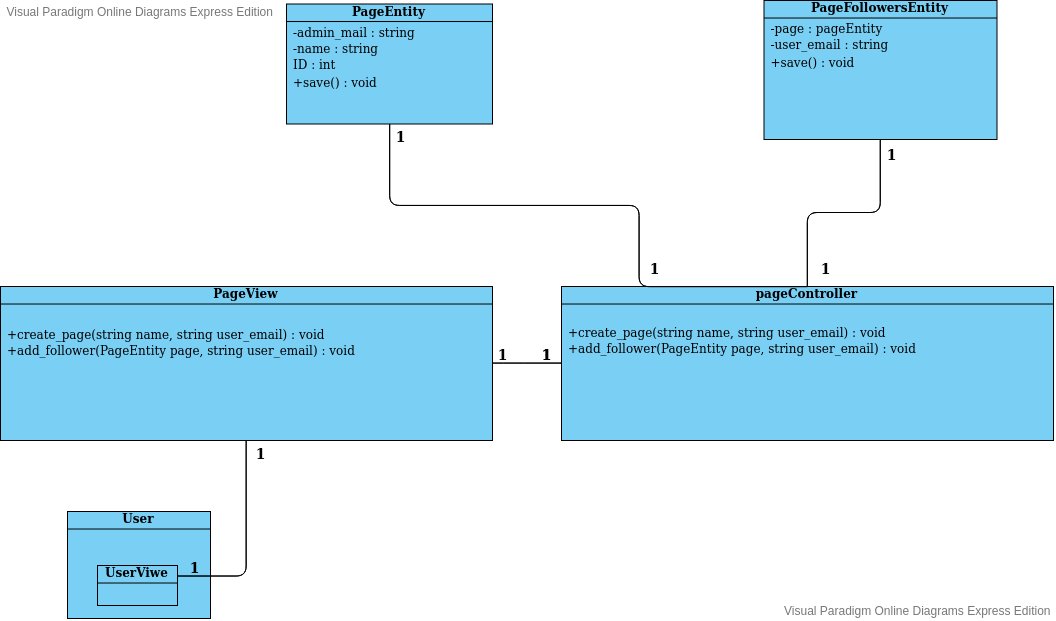 Visual Paradigm Online Diagrams Express Edition
PageEntity
-admin_mail : string
-name : string
ID : int
+save() : void
1
PageFollowersEntity
-page : pageEntity
-user_email : string
+save() : void
1
1
1
PageView
+create_page(string name, string user_email) : void
+add_follower(PageEntity page, string user_email) : void
1
1
pageController
+create_page(string name, string user_email) : void
+add_follower(PageEntity page, string user_email) : void
1
User
UserViwe
1
Visual Paradigm Online Diagrams Express Edition